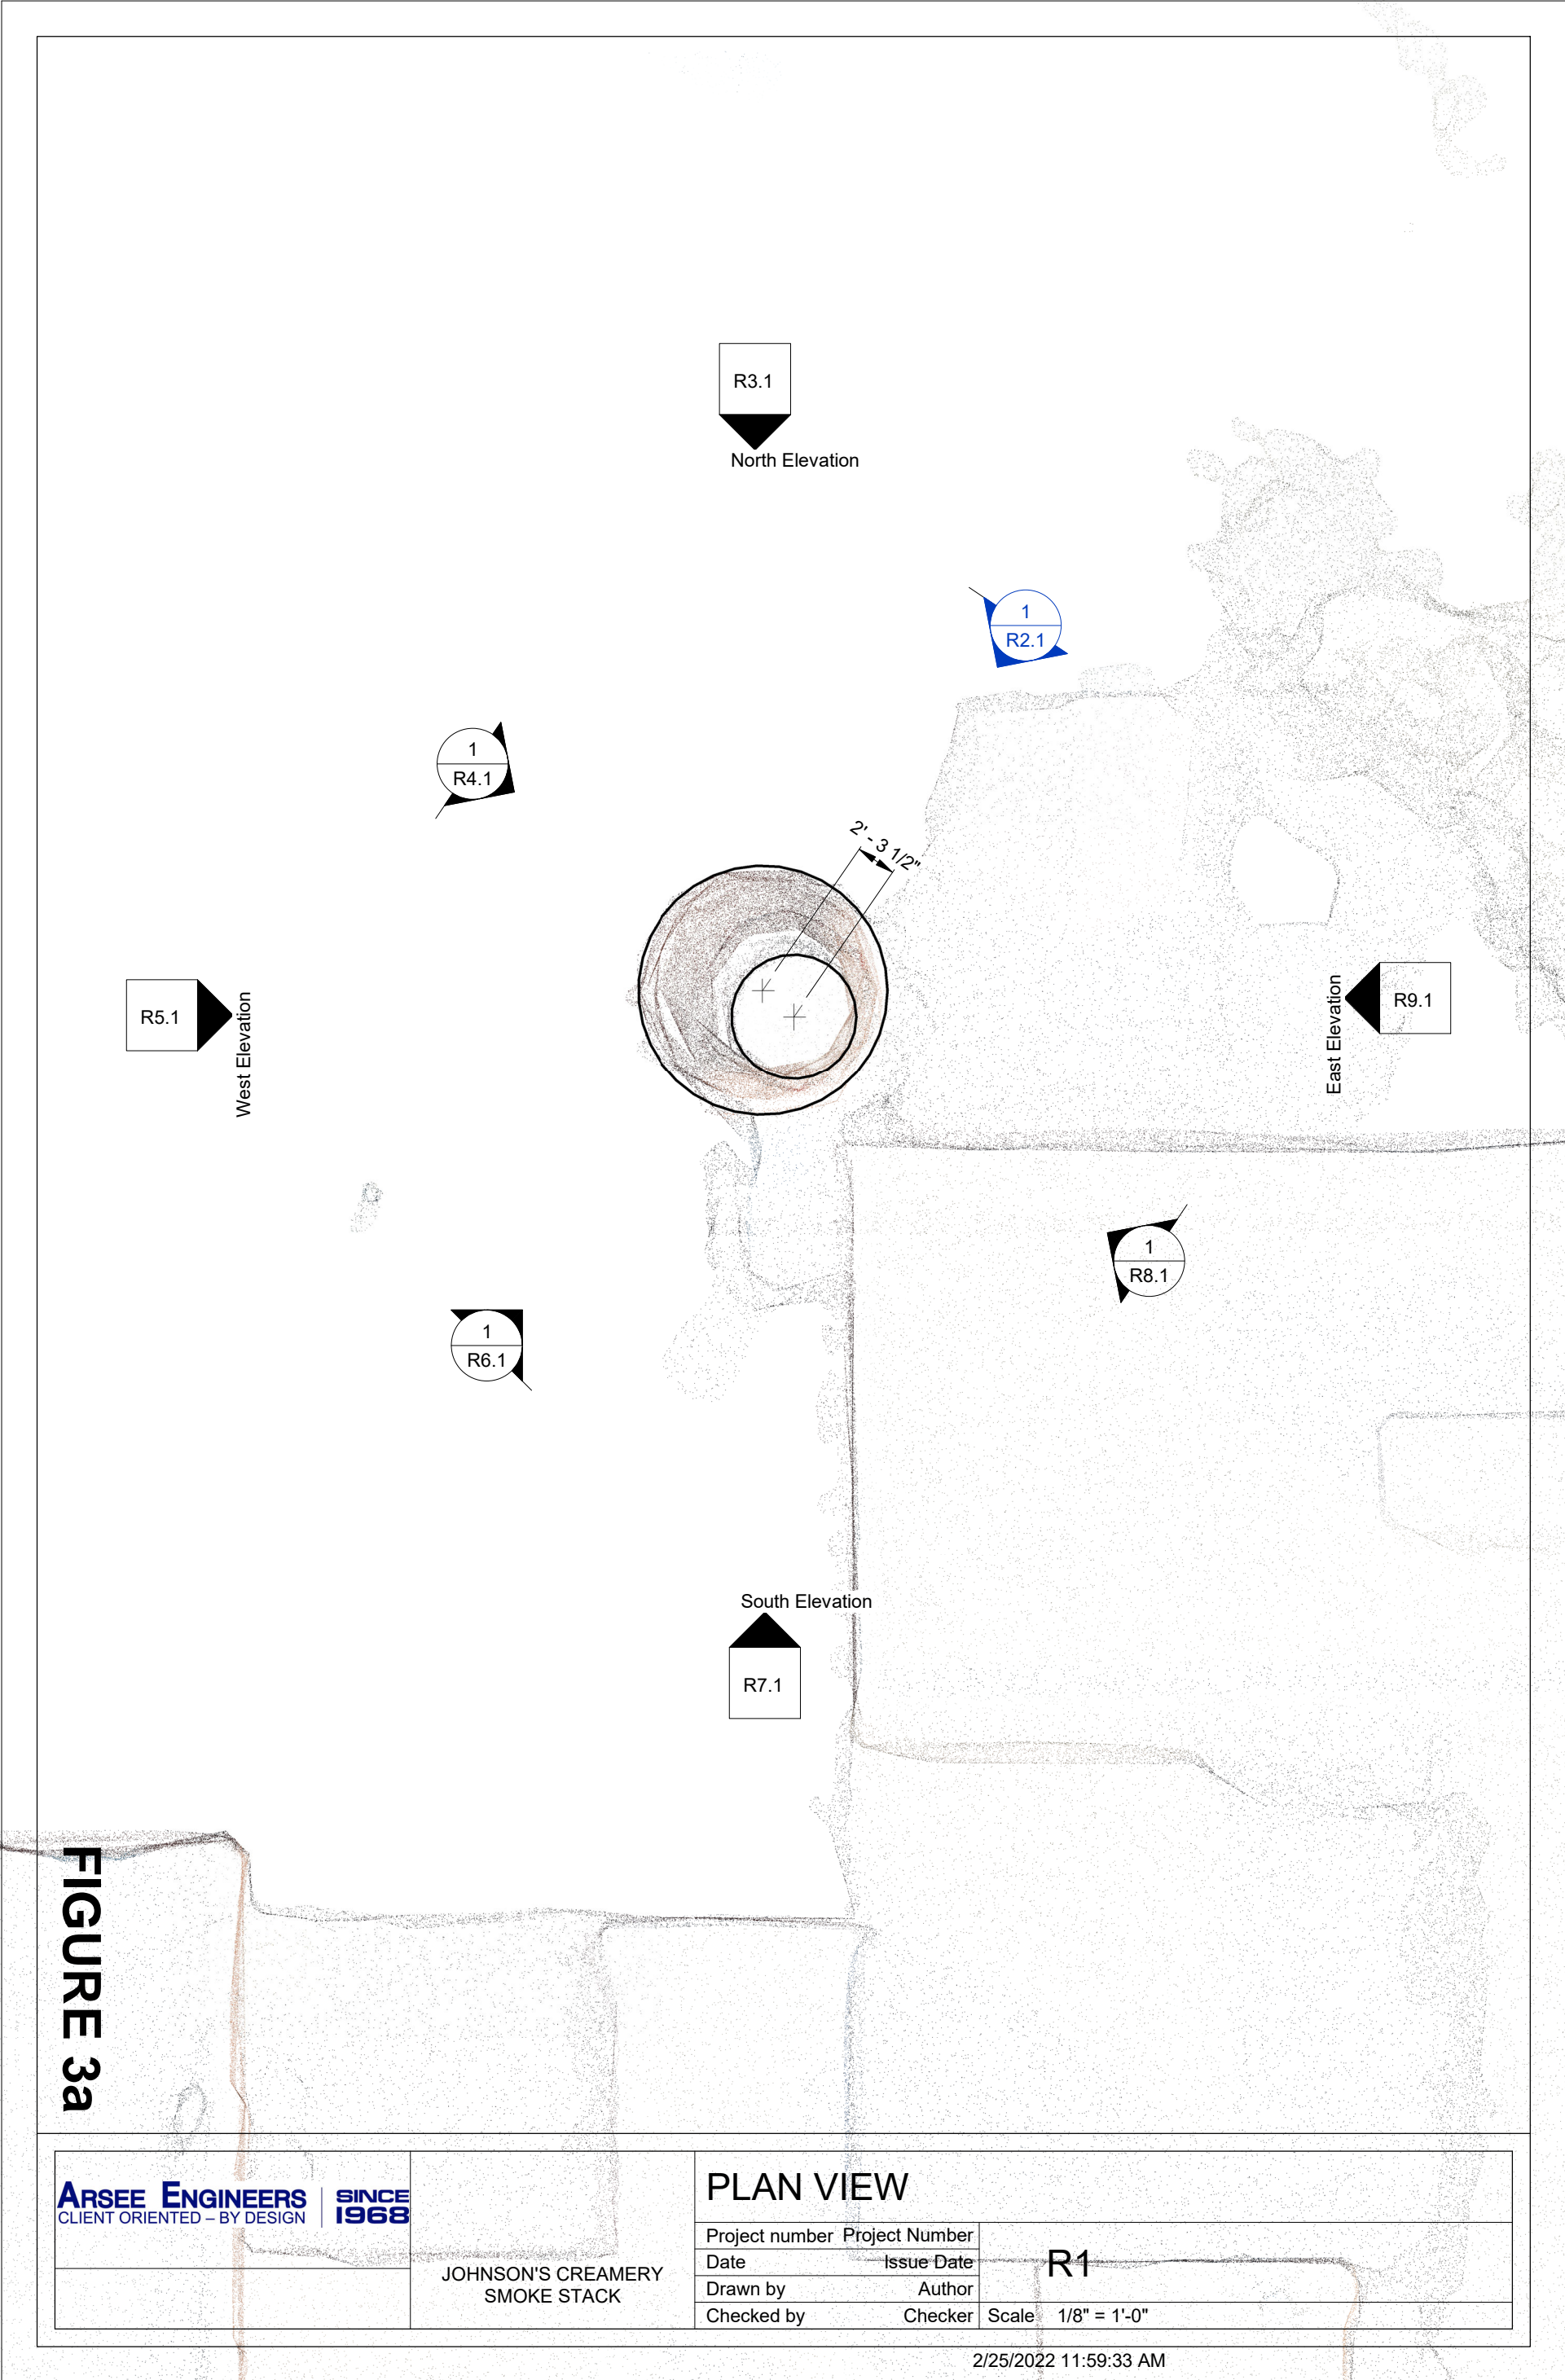 R3.1
North Elevation
1
R2.1
1
R4.1
2' - 3 1/2"
R5.1
West Elevation
East Elevation
R9.1
1
R8.1
1
R6.1
South Elevation
R7.1
FIGURE 3a
ARSEE ENGINEERS
CLIENT ORIENTED – BY DESIGN
SINCE
1968
JOHNSON'S CREAMERY
SMOKE STACK
PLAN VIEW
Project number Project Number
Date Issue Date
Drawn by Author
Checked by Checker
R1
Scale 1/8" = 1'-0"
2/25/2022 11:59:33 AM